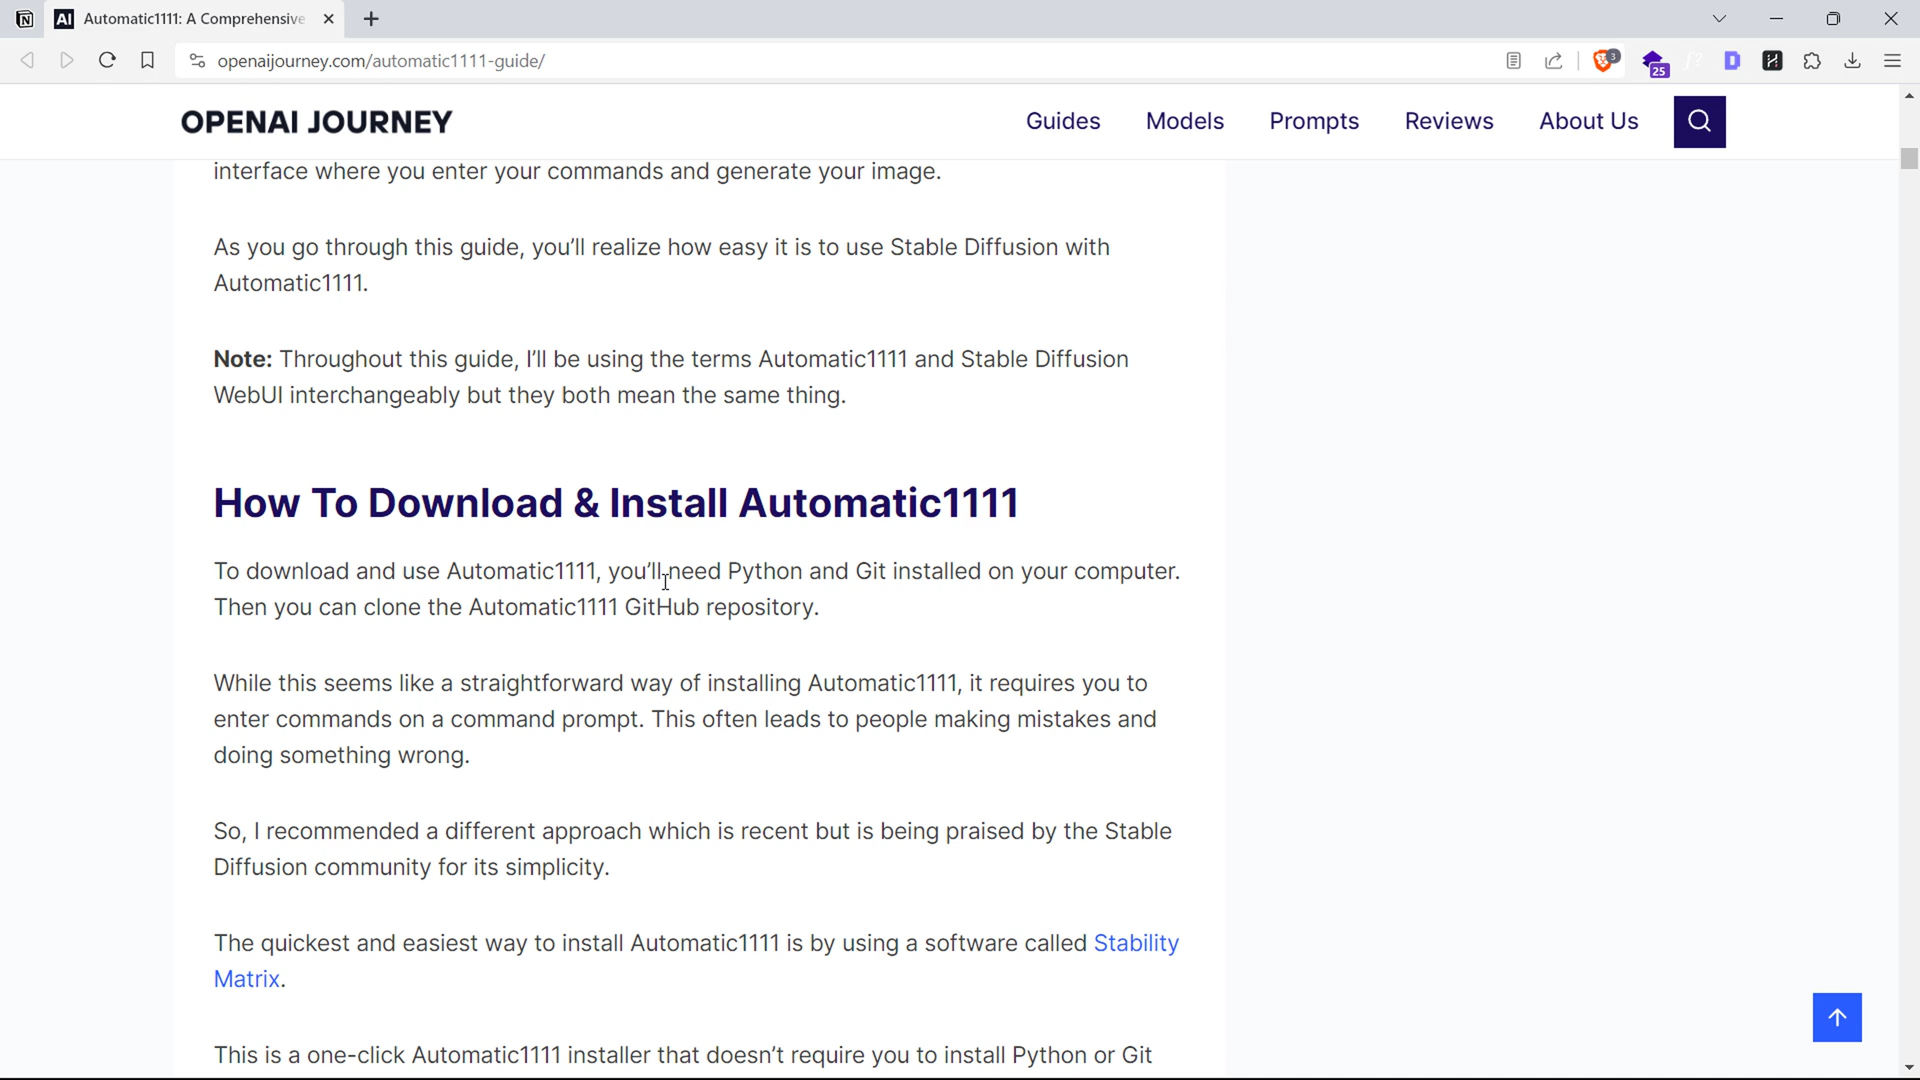 Automatic1111: A Comprehensive
openaijourney.com/automatic1111-guide/
3
25
OPENAI JOURNEY
Guides
Models
Prompts
Reviews
About Us
interface where you enter your commands and generate your image.
As you go through this guide, you'll realize how easy it is to use Stable Diffusion with
Automatic1111.
Note: Throughout this guide, I'll be using the terms Automatic1111 and Stable Diffusion
WebUI interchangeably but they both mean the same thing.
How To Download & Install Automatic1111
To download and use Automatic1111, you'll need Python and Git installed on your computer.
Then you can clone the Automatic1111 GitHub repository.
While this seems like a straightforward way of installing Automatic1111, it requires you to
enter commands on a command prompt. This often leads to people making mistakes and
doing something wrong.
So, I recommended a different approach which is recent but is being praised by the Stable
Diffusion community for its simplicity.
The quickest and easiest way to install Automatic1111 is by using a software called Stability
Matrix.
This is a one-click Automatic1111 installer that doesn't require you to install Python or Git